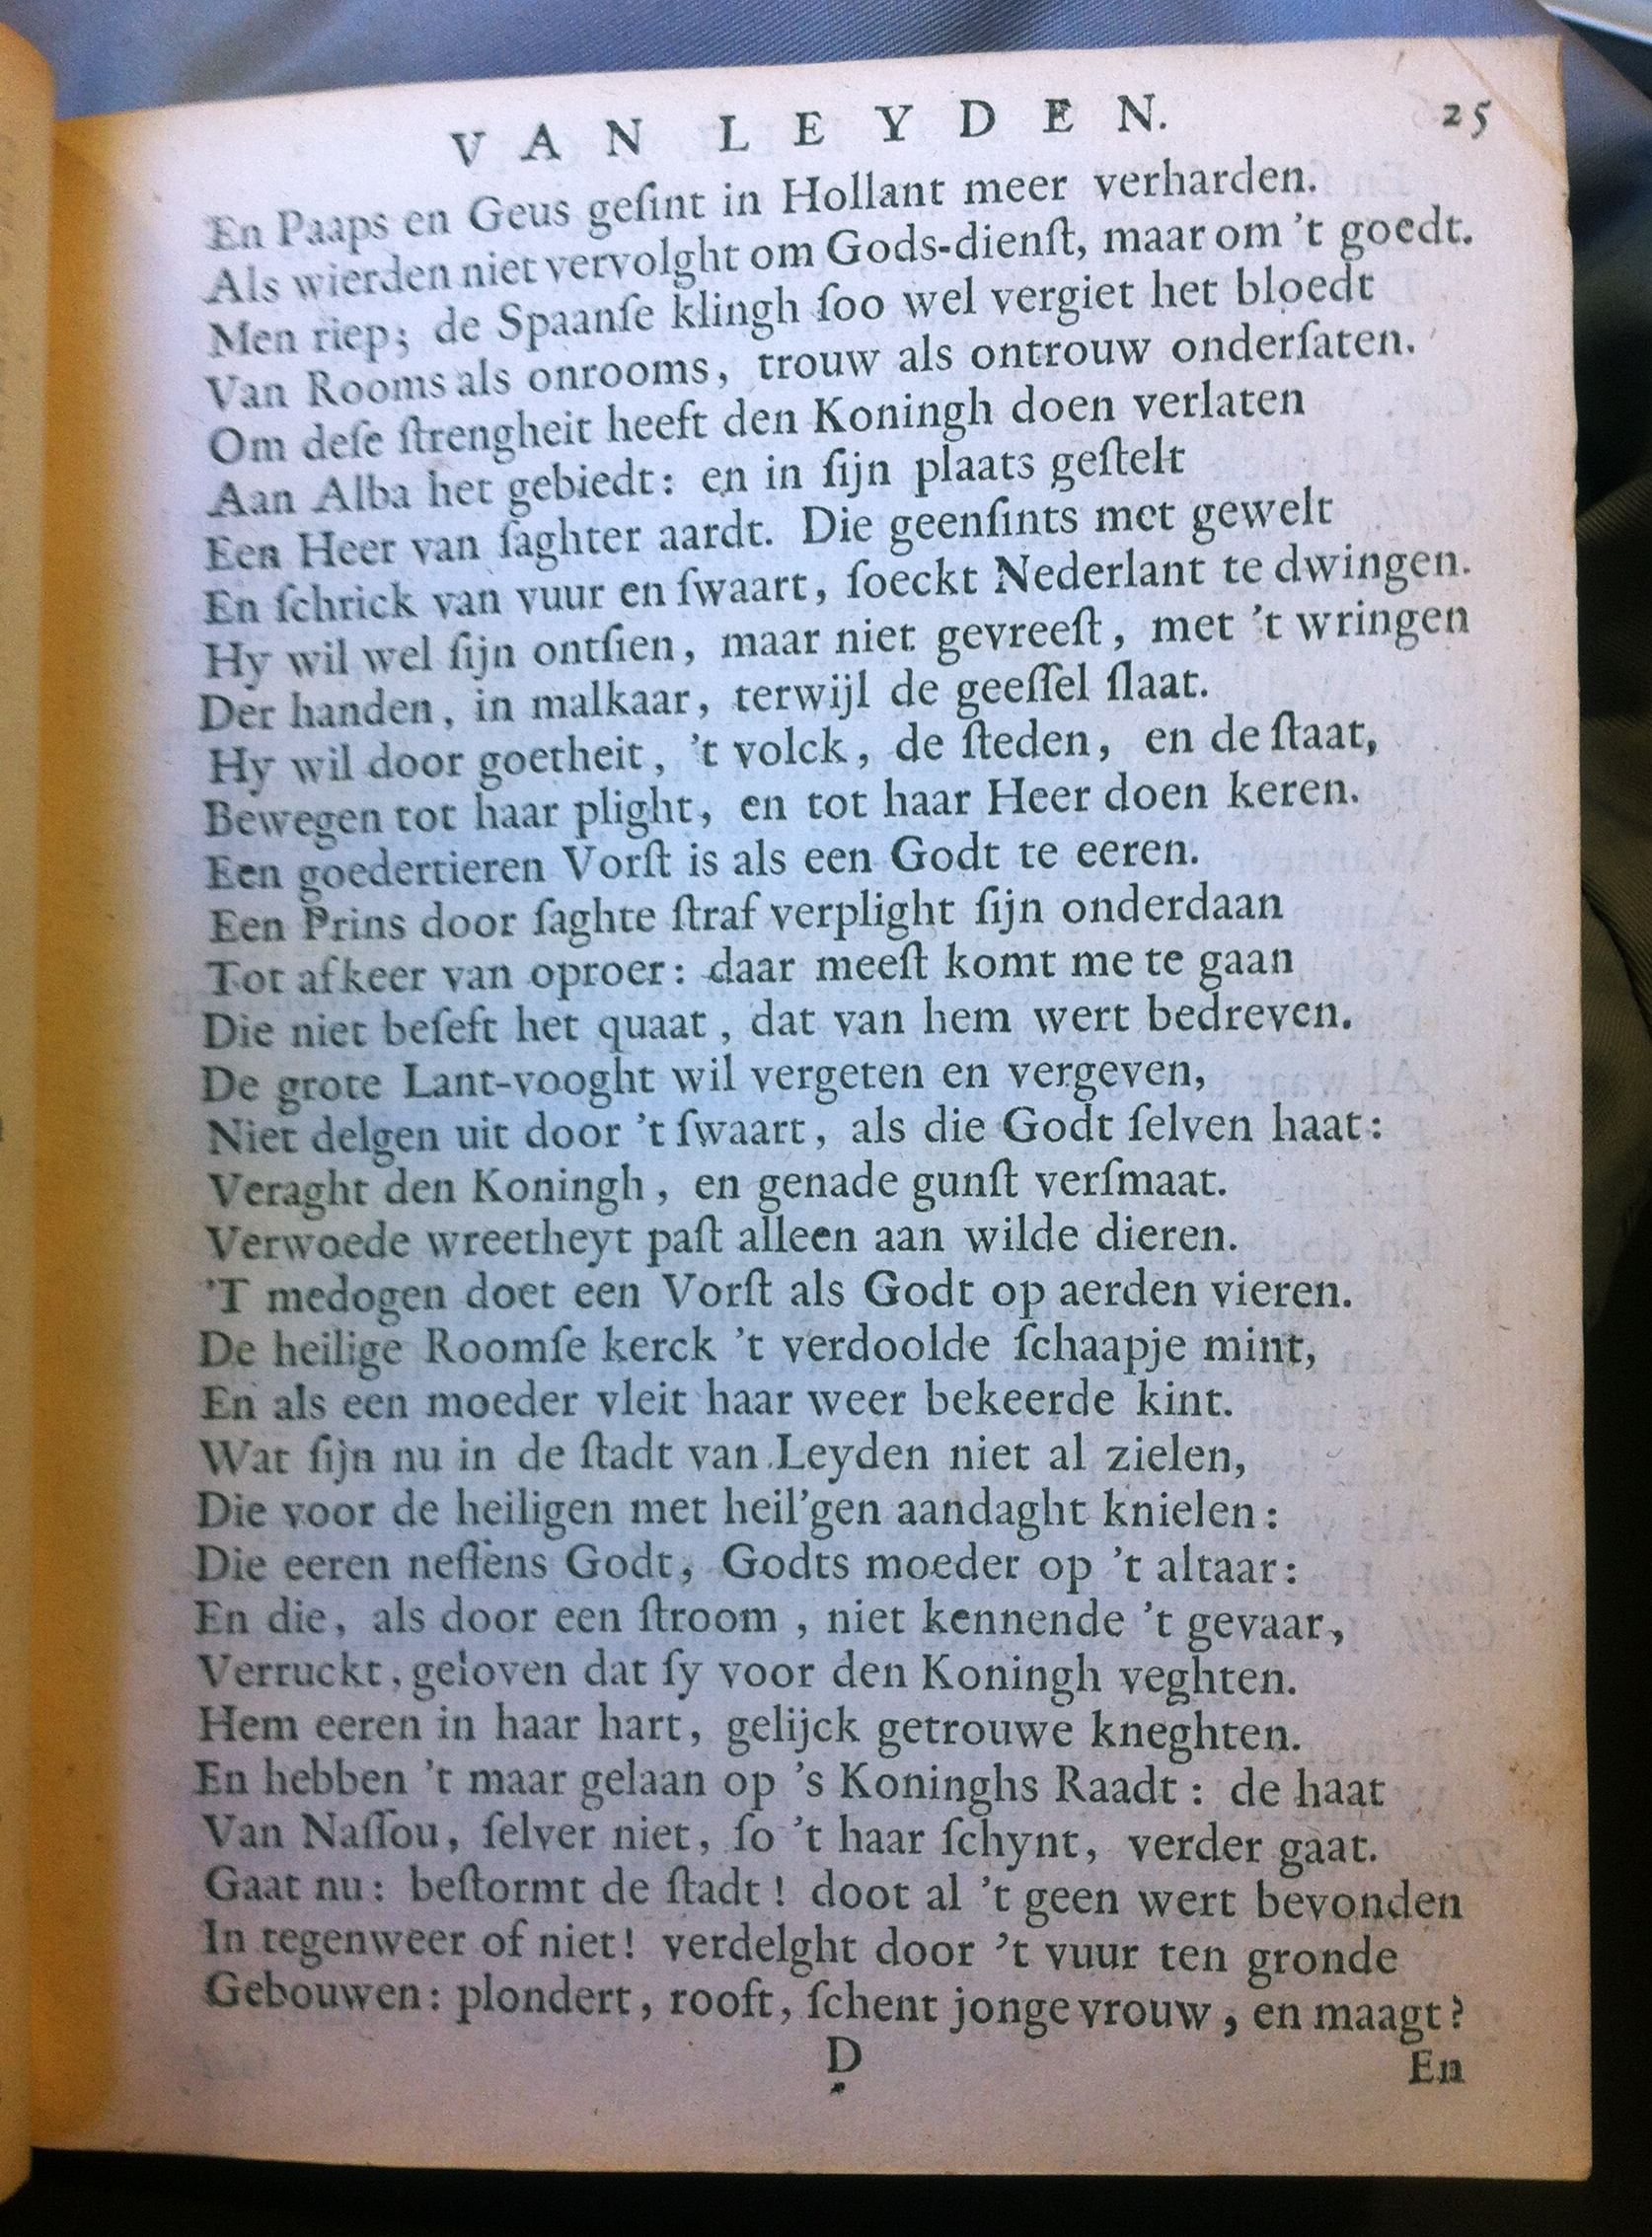 VAN LEYDEN. 25
En Paaps en Geus geſint in Hollant meer verharden.
Als wierden niet vervolght om Gods-dienſt, maar om 't goedt.
Men riep; de Spaanſe klingh ſoo wel vergiet het bloedt
Van Rooms als onrooms, trouw als ontrouw onderſaten.
Om deſe ſtrengheit heeft den Koningh doen verlaten
Aan Alba het gebiedt: en in ſijn plaats geſtelt
Een Heer van ſaghter aardt. Die geenſints met gewelt
En ſchrick van vuur en ſwaart, ſoeckt Nederlant te dwingen.
Hy wil wel ſijn ontſien, maar niet gevreeſt, met 't wringen
Der handen, in malkaar, terwijl de geeſſel ſlaat.
Hy wil door goetheit, 't volck, de ſteden, en de ſtaat,
Bewegen tot haar plight, en tot haar Heer doen keren.
Een goedertieren Vorſt is als een Godt te eeren.
Een Prins door ſaghte ſtraf verplight ſijn onderdaan
Tot afkeer van oproer: daar meeſt komt me te gaan
Die niet beſeft het quaat, dat van hem wert bedreven.
De grote Lant-vooght wil vergeten en vergeven,
Niet delgen uit door 't ſwaart, als die Godt ſelven haat:
Veraght den Koningh, en genade gunſt verſmaat.
Verwoede wreetheyt paſt alleen aan wilde dieren.
'T medogen doet een Vorſt als Godt op aerden vieren.
De heilige Roomſe kerck 't verdoolde ſchaapje mint,
En als een moeder vleit haar weer bekeerde kint.
Wat ſijn nu in de ſtadt van Leyden niet al zielen,
Die voor de heiligen met heil'gen aandaght knielen:
Die eeren neffens Godt, Godts moeder op 't altaar:
En die, als door een ſtroom, niet kennende 't gevaar,
Verruckt, geloven dat ſy voor den Koningh veghten.
Hem eeren in haar hart, gelijck getrouwe kneghten.
En hebben 't maar gelaan op 's Koninghs Raadt: de haat
Van Naſſou, ſelver niet, ſo 't haar ſchynt, verder gaat.
Gaat nu: beſtormt de ſtadt! doot al 't geen wert bevonden
In tegenweer of niet! verdelght door 't vuur ten gronde
Gebouwen: plondert, rooft, ſchent jonge vrouw, en maagt?
D En